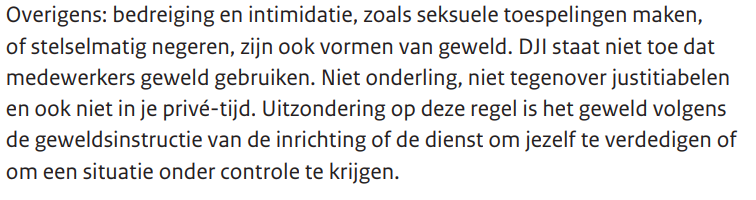 Overigens: bedreiging en intimidatie, zoals seksuele toespelingen maken,
of stelselmatig negeren, zijn ook vormen van geweld. DJI staat niet toe dat
medewerkers geweld gebruiken. Niet onderling, niet tegenover justitiabelen
en ook niet in je privé-tijd. Uitzondering op deze regel is het geweld volgens
de geweldsinstructie van de inrichting of de dienst om jezelf te verdedigen of
om een situatie onder controle te krijgen.